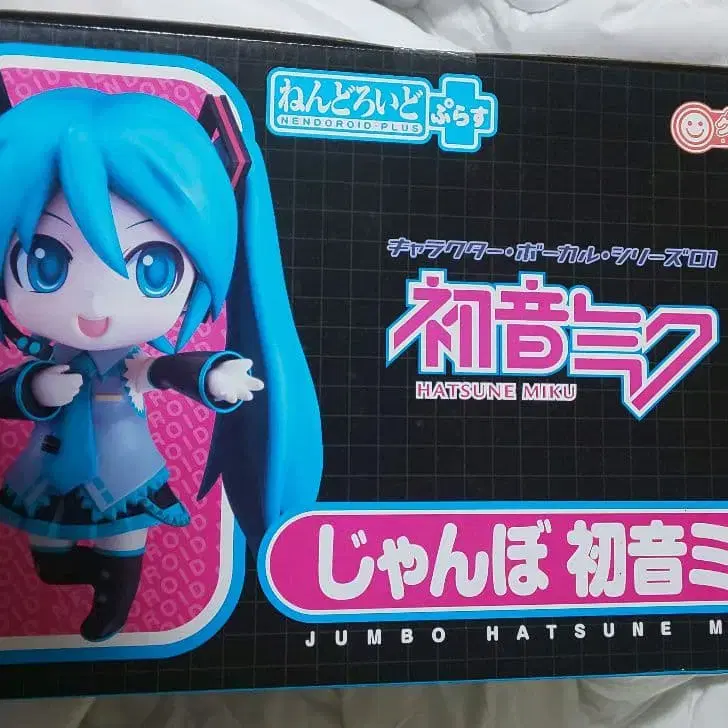 ねんどろいど
ぷらす
NENDOROID PLUS
キャラクター・ボーカル・シリーズ01
初音ミク
HATSUNE MIKU
じゃんぼ 初音ミ
JUMBO HATSUNE M